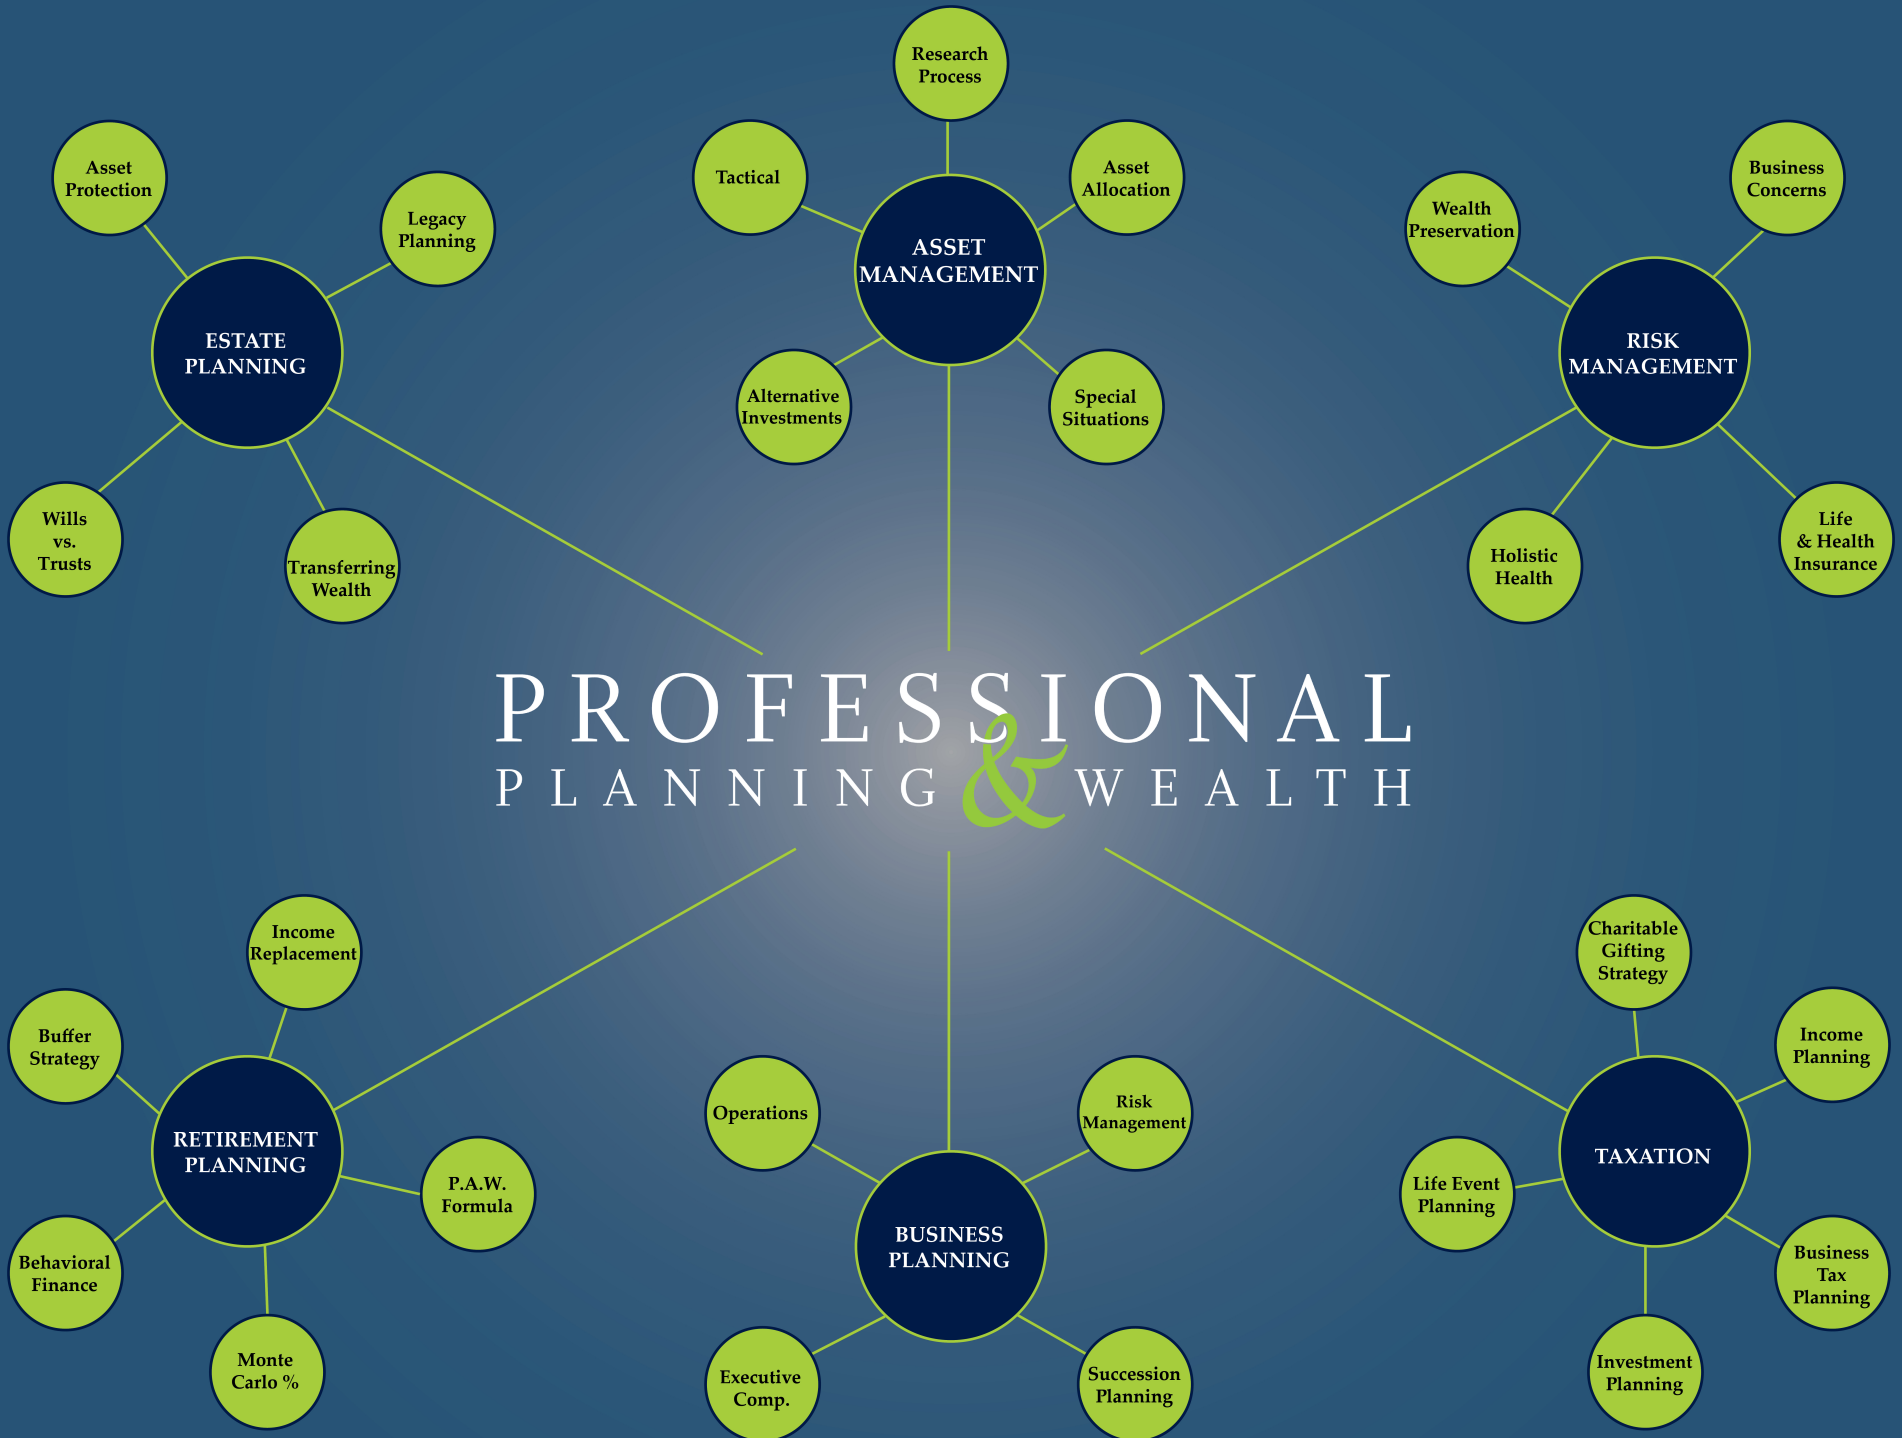 Research
Process
Asset
Protection
Legacy
Planning
ESTATE
PLANNING
Wills
vs.
Trusts
Transferring
Wealth
Tactical
Asset
Allocation
ASSET
MANAGEMENT
Alternative
Investments
Special
Situations
Wealth
Preservation
Business
Concerns
RISK
MANAGEMENT
Holistic
Health
Life
& Health
Insurance
PROFESSIONAL
PLANNING & WEALTH
Income
Replacement
Buffer
Strategy
RETIREMENT
PLANNING
P.A.W.
Formula
Behavioral
Finance
Monte
Carlo %
Operations
Risk
Management
BUSINESS
PLANNING
Executive
Comp.
Succession
Planning
Charitable
Gifting
Strategy
Income
Planning
TAXATION
Life Event
Planning
Business
Tax
Planning
Investment
Planning